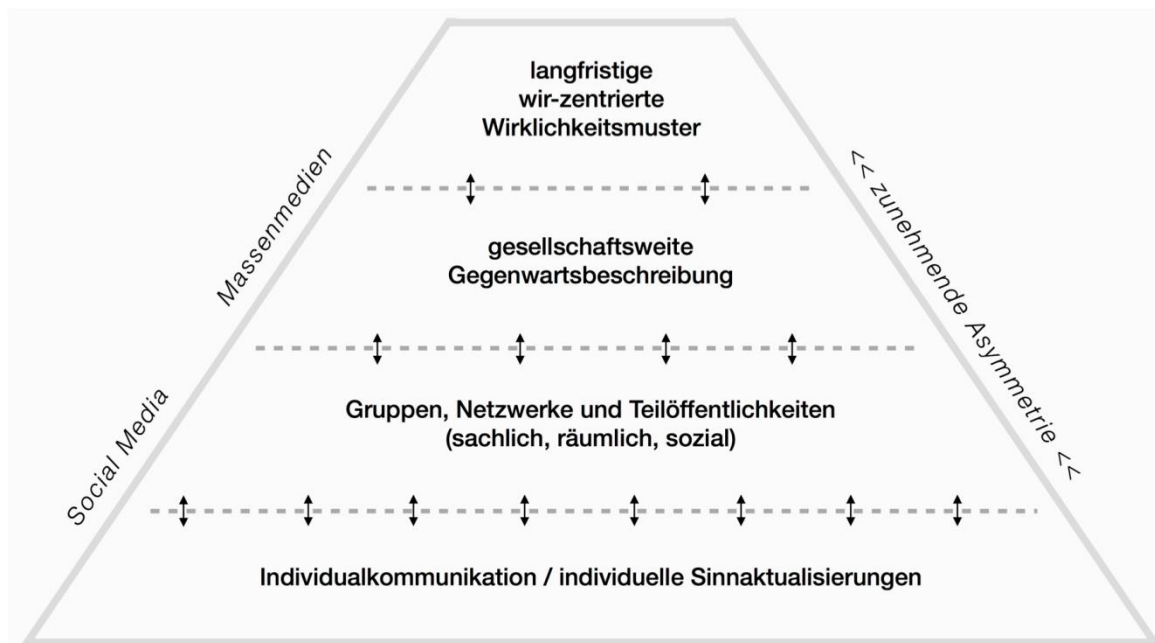 langfristige
wir-zentrierte
Wirklichkeitsmuster
Massenmedien
<< zunehmende Asymmetrie <<
gesellschaftsweite
Gegenwartsbeschreibung
Social Media
Gruppen, Netzwerke und Teilöffentlichkeiten
(sachlich, räumlich, sozial)
Individualkommunikation / individuelle Sinnaktualisierungen